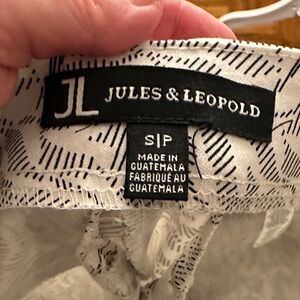 JL JULES & LEOPOLD
S|P
MADE IN
GUATEMALA
FABRIQUÉ AU
GUATEMALA